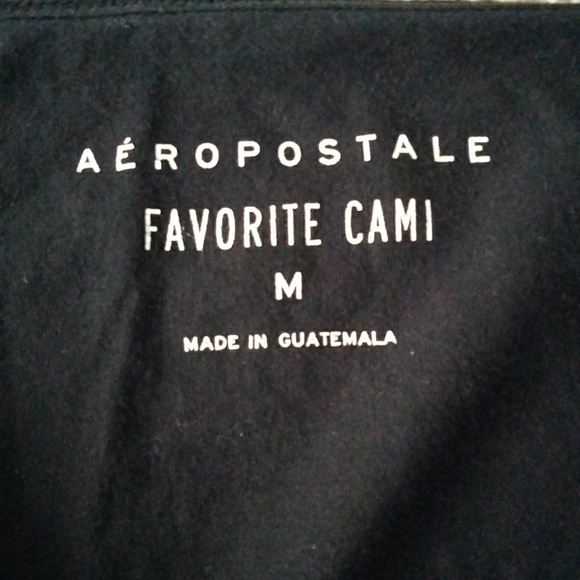 AÉROPOSTALE
FAVORITE CAMI
M
MADE IN GUATEMALA